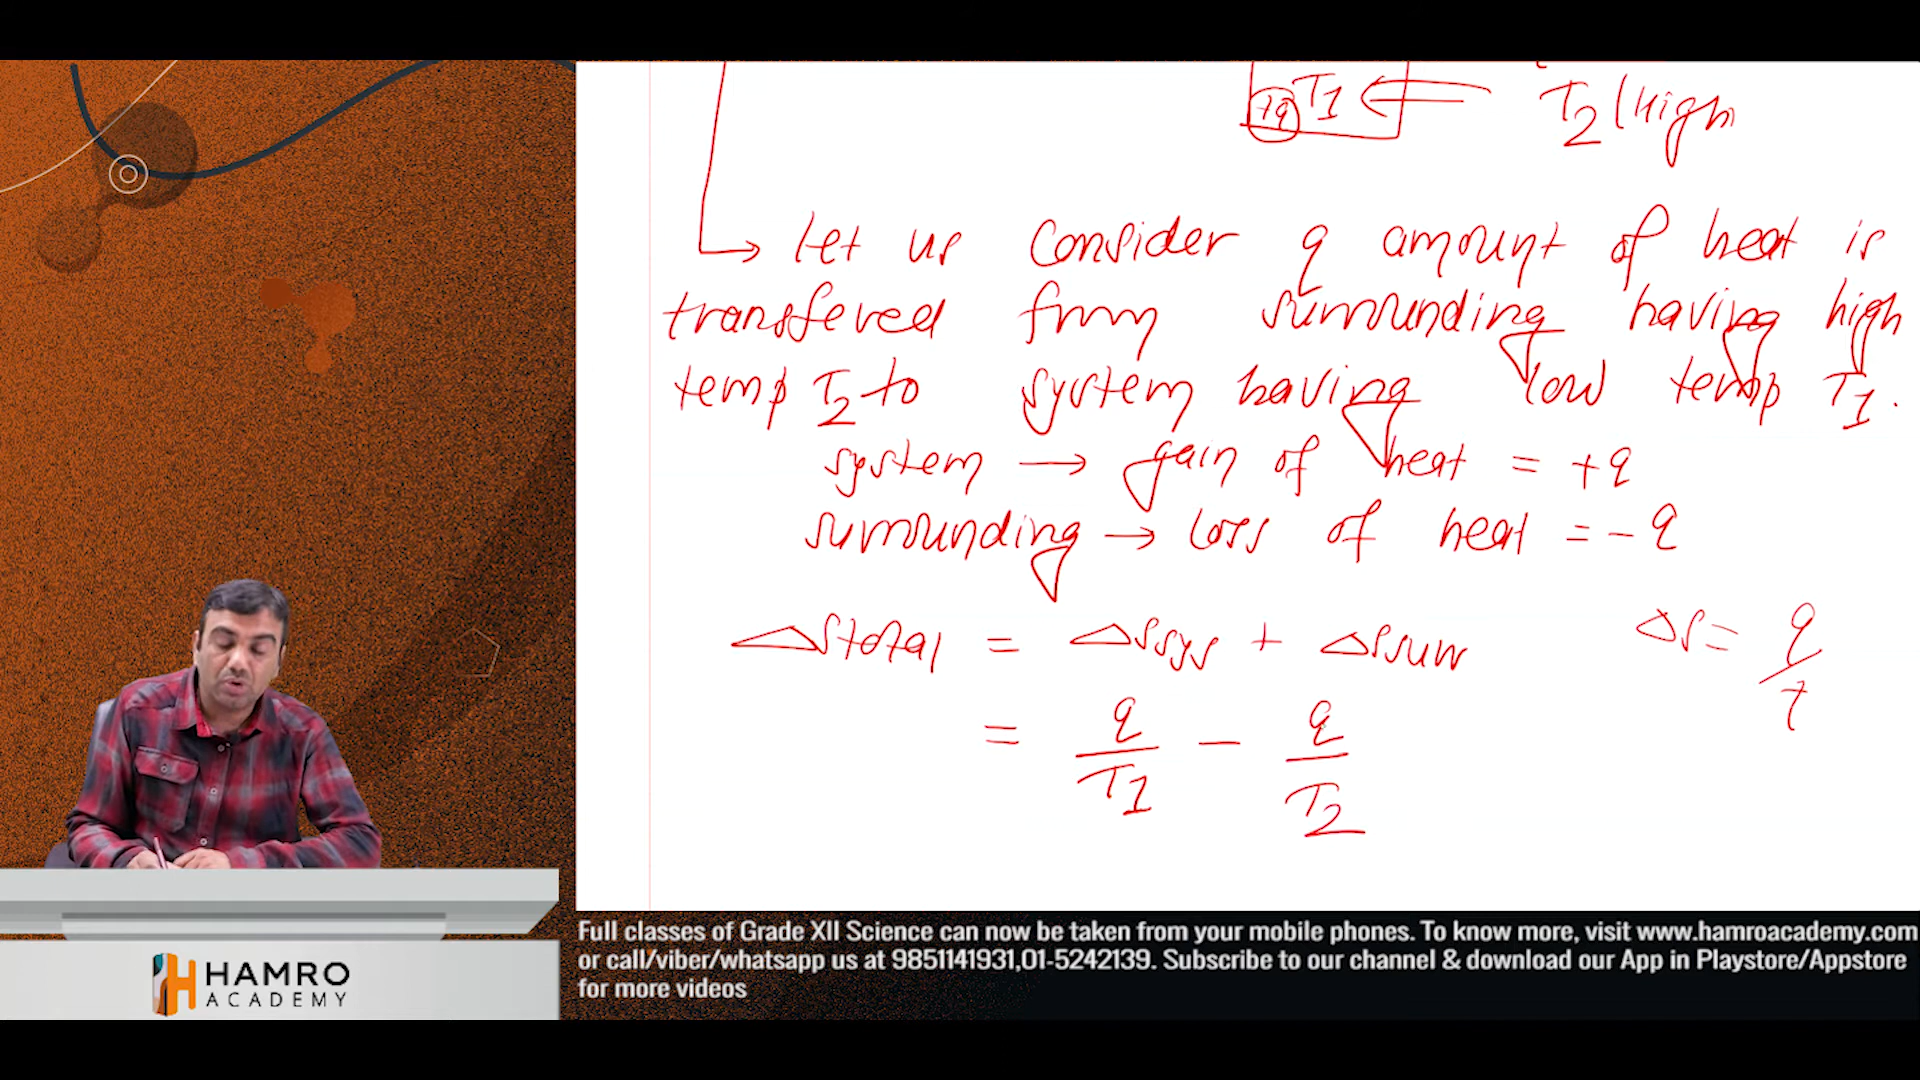 +q T1 T2 (High
Let us consider q amount of heat is
transfered from surrounding having high
temp T2 to system having low temp T1.
system → gain of heat = +q
surrounding → loss of heat = -q
△Stotal = △Ssys + △Ssurr △S = q/T
= q/T1 - q/T2
Full classes of Grade XII Science can now be taken from your mobile phones. To know more, visit www.hamroacademy.com
or call/viber/whatsapp us at 9851141931,01-5242139. Subscribe to our channel & download our App in Playstore/Appstore
for more videos
HAMRO
ACADEMY